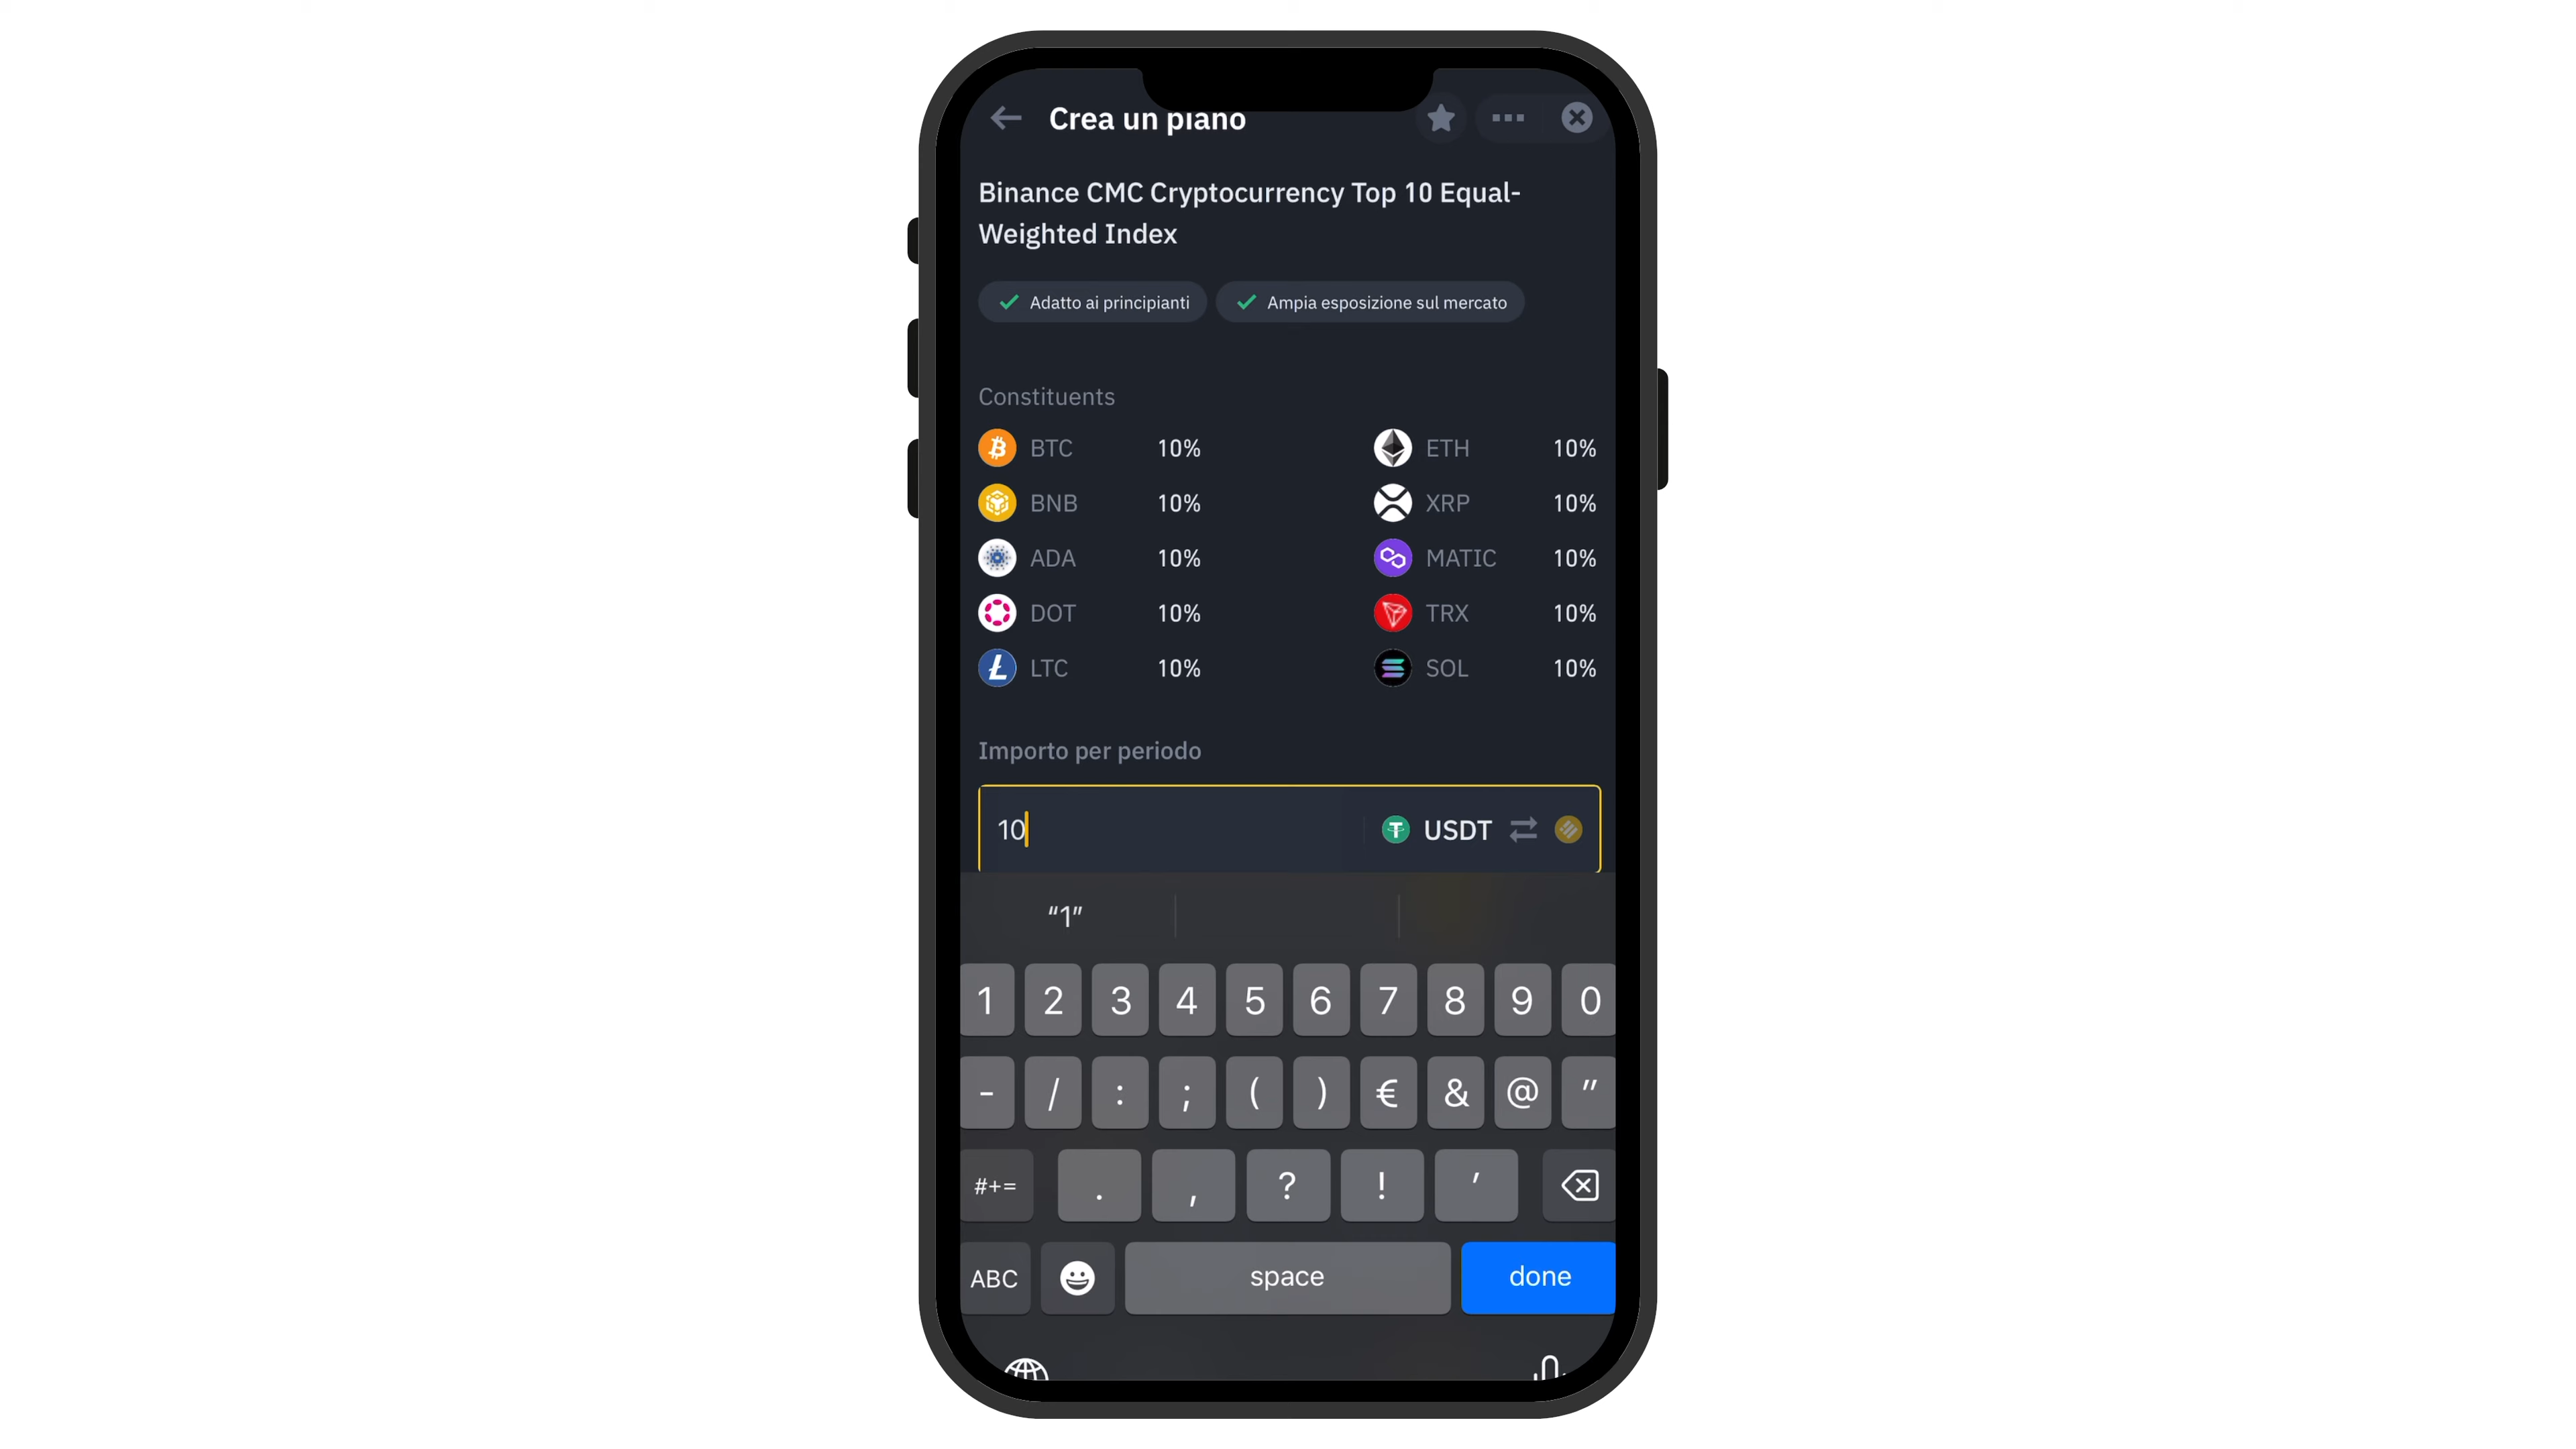 Crea un piano
Binance CMC Cryptocurrency Top 10 Equal-
Weighted Index
Adatto ai principianti Ampia esposizione sul mercato
Constituents
BTC 10% ETH 10%
BNB 10% XRP 10%
ADA 10% MATIC 10%
DOT 10% TRX 10%
LTC 10% SOL 10%
Importo per periodo
10 USDT
“1”
1 2 3 4 5 6 7 8 9 0
- / : ; ( ) € & @ "
#+= . , ? ! '
ABC space done